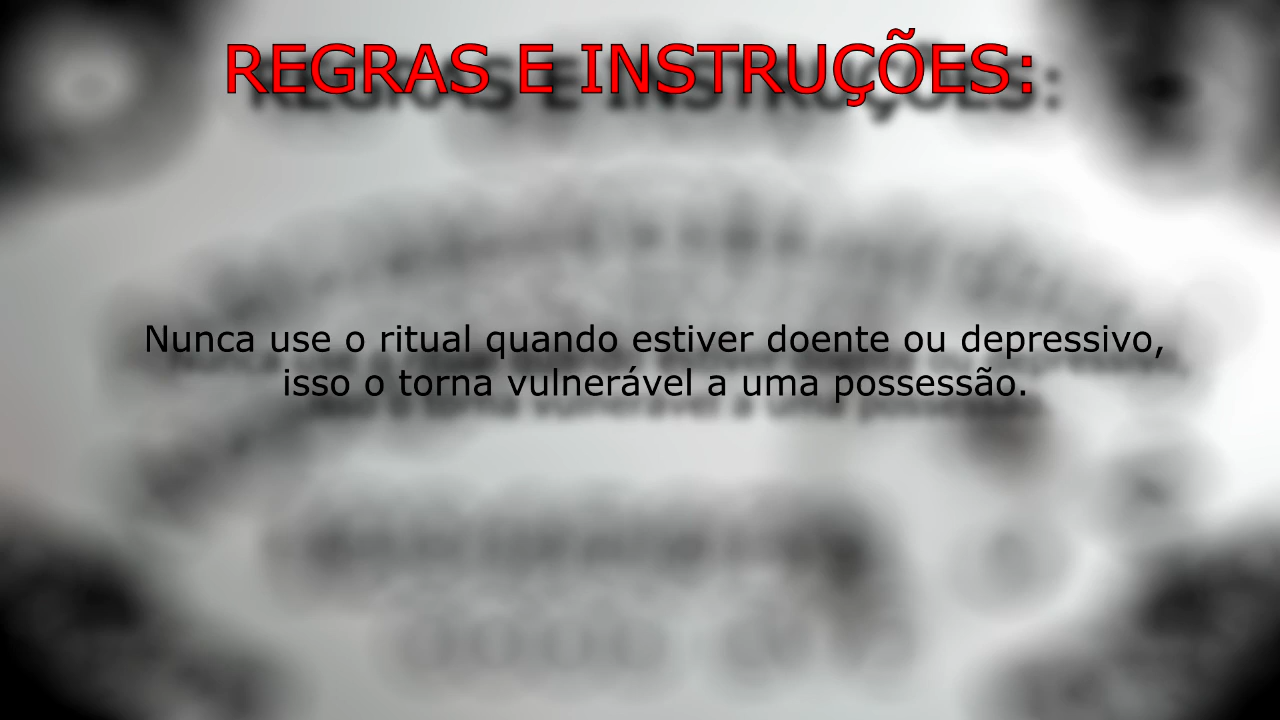 REGRAS E INSTRUÇÕES:
Nunca use o ritual quando estiver doente ou depressivo,
isso o torna vulnerável a uma possessão.